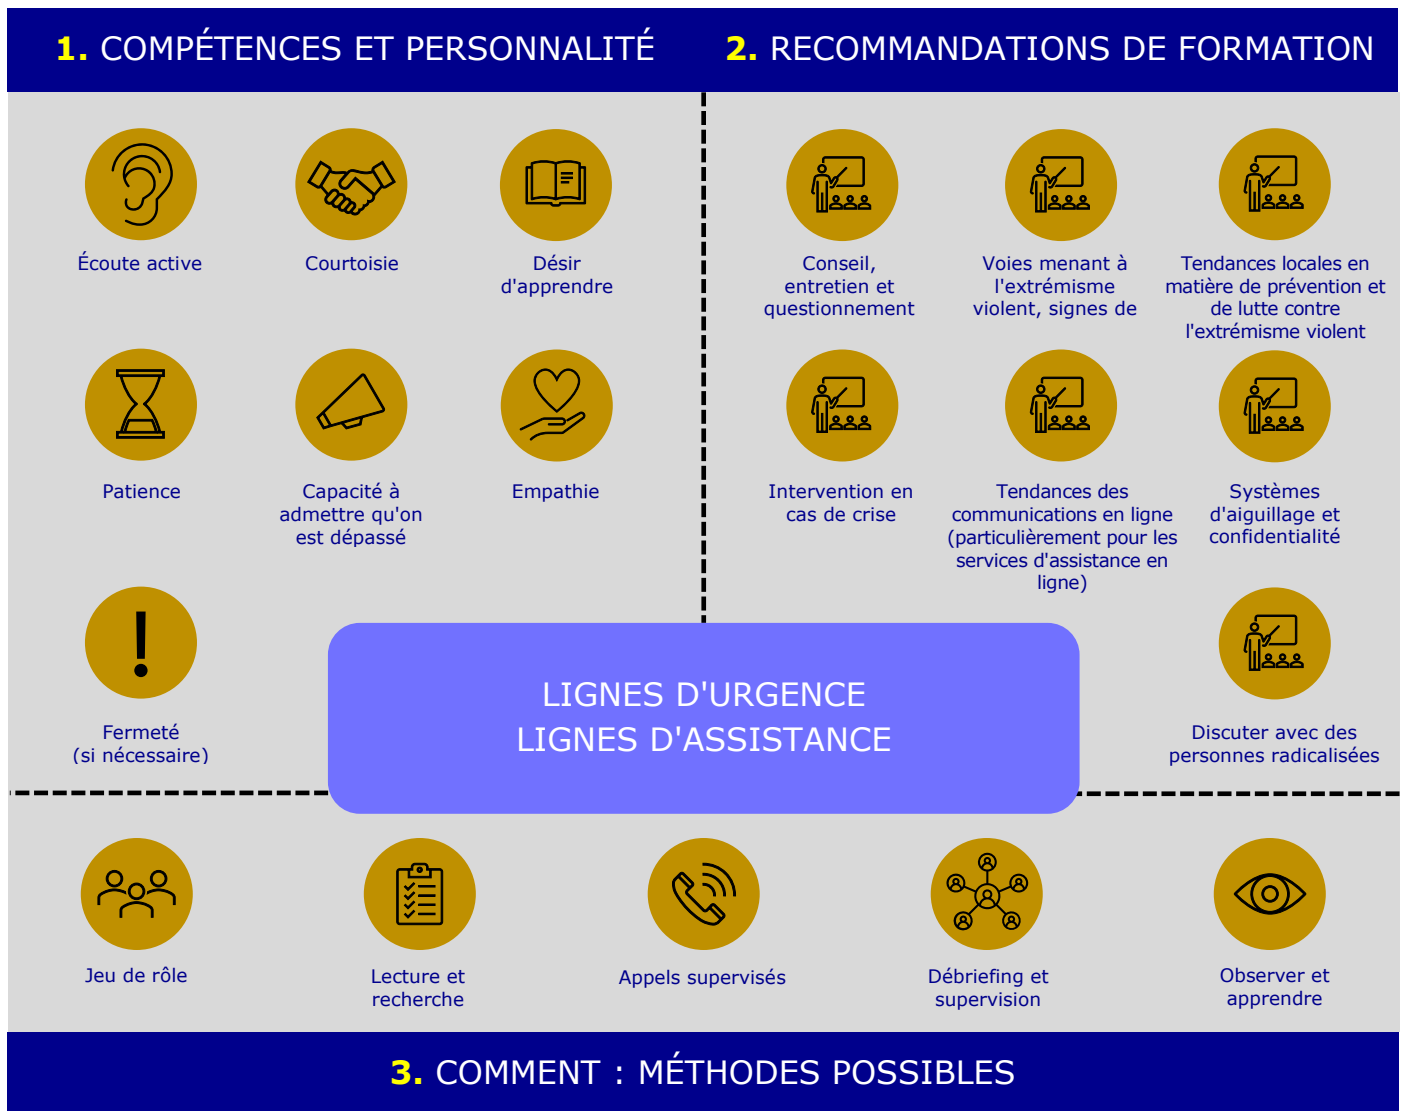 1. COMPÉTENCES ET PERSONNALITÉ
2. RECOMMANDATIONS DE FORMATION
Écoute active
Courtoisie
Désir
d'apprendre
Patience
Capacité à
admettre qu'on
est dépassé
Empathie
Fermeté
(si nécessaire)
Conseil,
entretien et
questionnement
Voies menant à
l'extrémisme
violent, signes de
Tendances locales en
matière de prévention et
de lutte contre
l'extrémisme violent
Intervention en
cas de crise
Tendances des
communications en ligne
(particulièrement pour les
services d'assistance en
ligne)
Systèmes
d'aiguillage et
confidentialité
Discuter avec des
personnes radicalisées
LIGNES D'URGENCE
LIGNES D'ASSISTANCE
Jeu de rôle
Lecture et
recherche
Appels supervisés
Débriefing et
supervision
Observer et
apprendre
3. COMMENT : MÉTHODES POSSIBLES